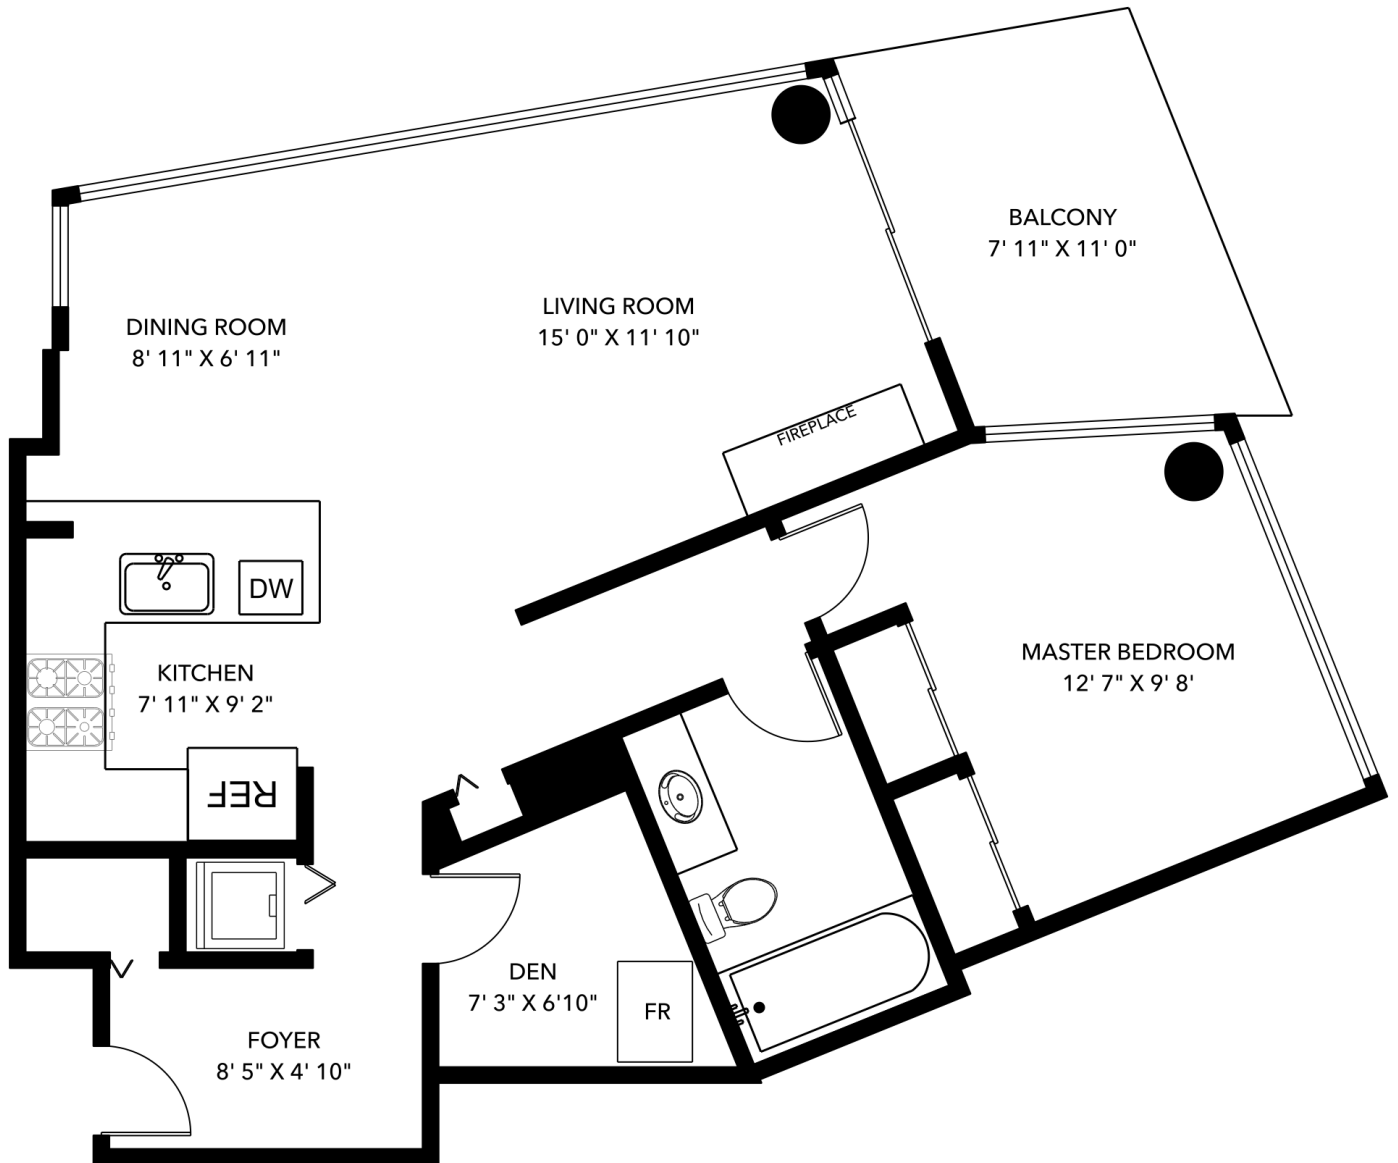 BALCONY
7' 11" X 11' 0"
LIVING ROOM
15' 0" X 11' 10"
DINING ROOM
8' 11" X 6' 11"
FIREPLACE
DW
KITCHEN
7' 11" X 9' 2"
MASTER BEDROOM
12' 7" X 9' 8'
REF
DEN
7' 3" X 6'10"
FR
FOYER
8' 5" X 4' 10"